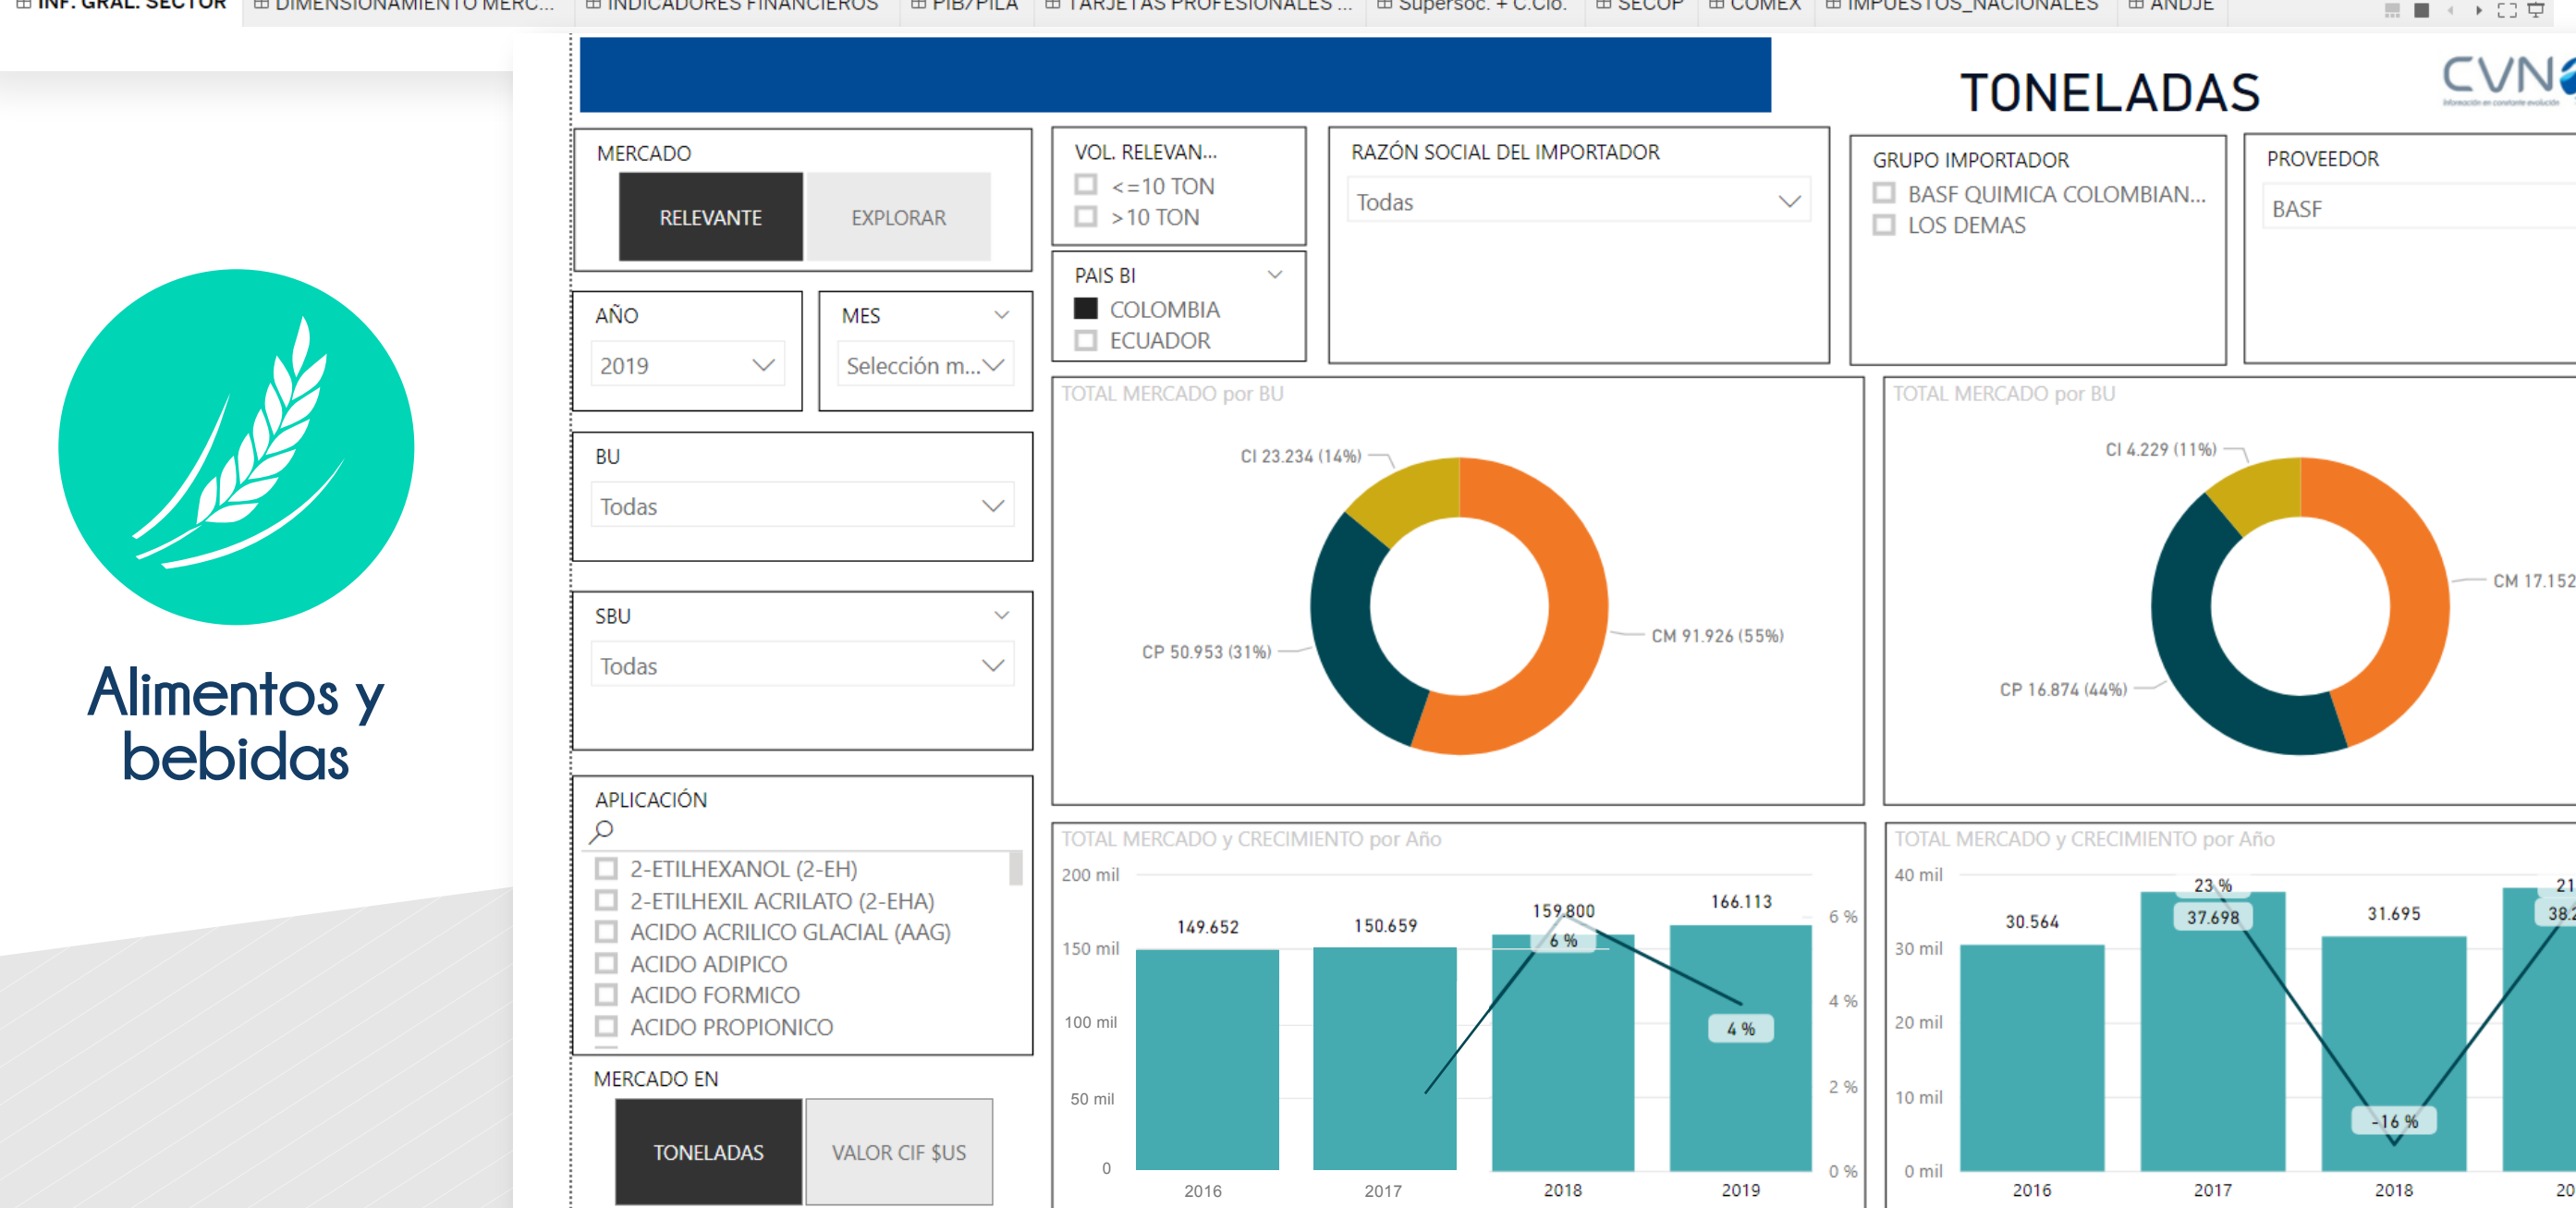 INF. GRAL. SECTOR
DIMENSIONAMIENTO MERC...
INDICADORES FINANCIEROS
PIB/PILA
TARJETAS PROFESIONALES ...
Supersoc. + C.Cio.
SECOP
COMEX
IMPUESTOS_NACIONALES
ANDJE
Alimentos y
bebidas
TONELADAS
CVN
Información en constante evolución
MERCADO
RELEVANTE
EXPLORAR
VOL. RELEVAN...
<=10 TON
>10 TON
RAZÓN SOCIAL DEL IMPORTADOR
Todas
GRUPO IMPORTADOR
BASF QUIMICA COLOMBIAN...
LOS DEMAS
PROVEEDOR
BASF
PAIS BI
COLOMBIA
ECUADOR
AÑO
2019
MES
Selección m...
BU
Todas
SBU
Todas
APLICACIÓN
2-ETILHEXANOL (2-EH)
2-ETILHEXIL ACRILATO (2-EHA)
ACIDO ACRILICO GLACIAL (AAG)
ACIDO ADIPICO
ACIDO FORMICO
ACIDO PROPIONICO
MERCADO EN
TONELADAS
VALOR CIF $US
TOTAL MERCADO por BU
CI 23.234 (14%)
CP 50.953 (31%)
CM 91.926 (55%)
TOTAL MERCADO por BU
CI 4.229 (11%)
CM 17.152
CP 16.874 (44%)
TOTAL MERCADO y CRECIMIENTO por Año
200 mil
150 mil
100 mil
50 mil
0
149.652
150.659
159.800
166.113
6 %
4 %
6 %
4 %
2 %
0 %
2016
2017
2018
2019
TOTAL MERCADO y CRECIMIENTO por Año
40 mil
30 mil
20 mil
10 mil
0 mil
30.564
23 %
37.698
31.695
-16 %
21
38.2
2016
2017
2018
20